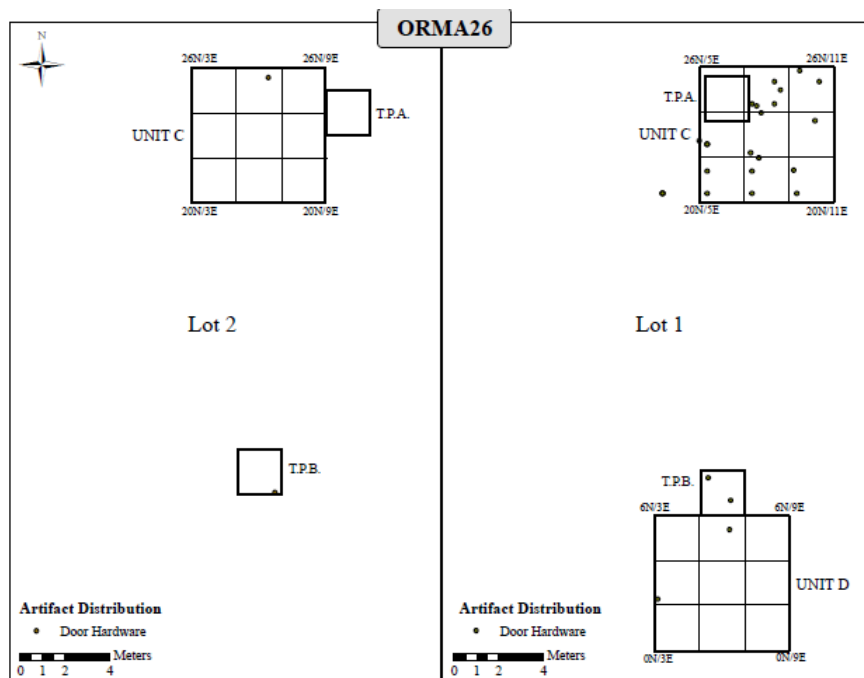 ORMA26
N
26N/3E 26N/9E
T.P.A.
UNIT C
20N/3E 20N/9E
Lot 2
T.P.B.
Artifact Distribution
Door Hardware
Meters
0 1 2 4
26N/5E 26N/11E
T.P.A.
UNIT C
20N/5E 20N/11E
Lot 1
T.P.B.
6N/3E 6N/9E
UNIT D
0N/3E 0N/9E
Artifact Distribution
Door Hardware
Meters
0 1 2 4